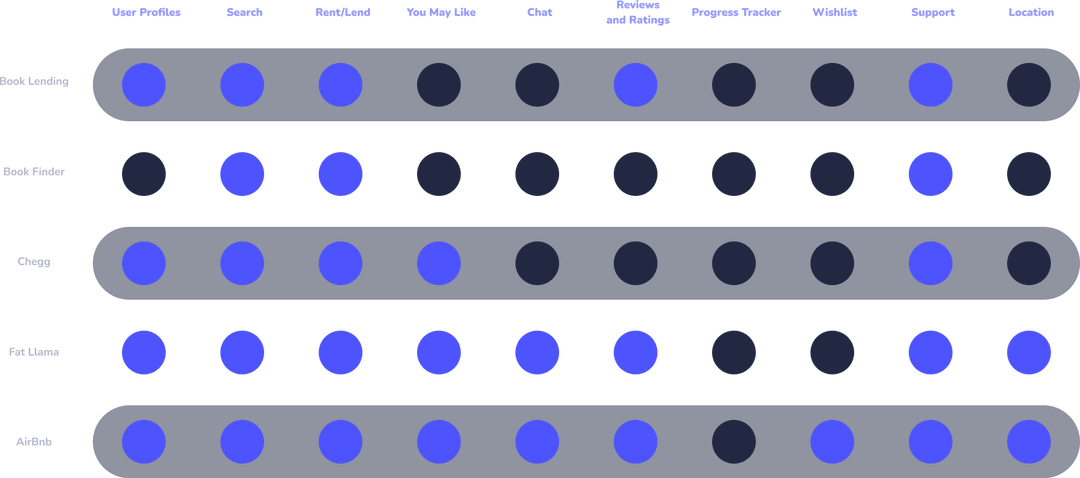 User Profiles
Search
Rent/Lend
You May Like
Chat
Reviews
and Ratings
Progress Tracker
Wishlist
Support
Location
Book Lending
Book Finder
Chegg
Fat Llama
AirBnb